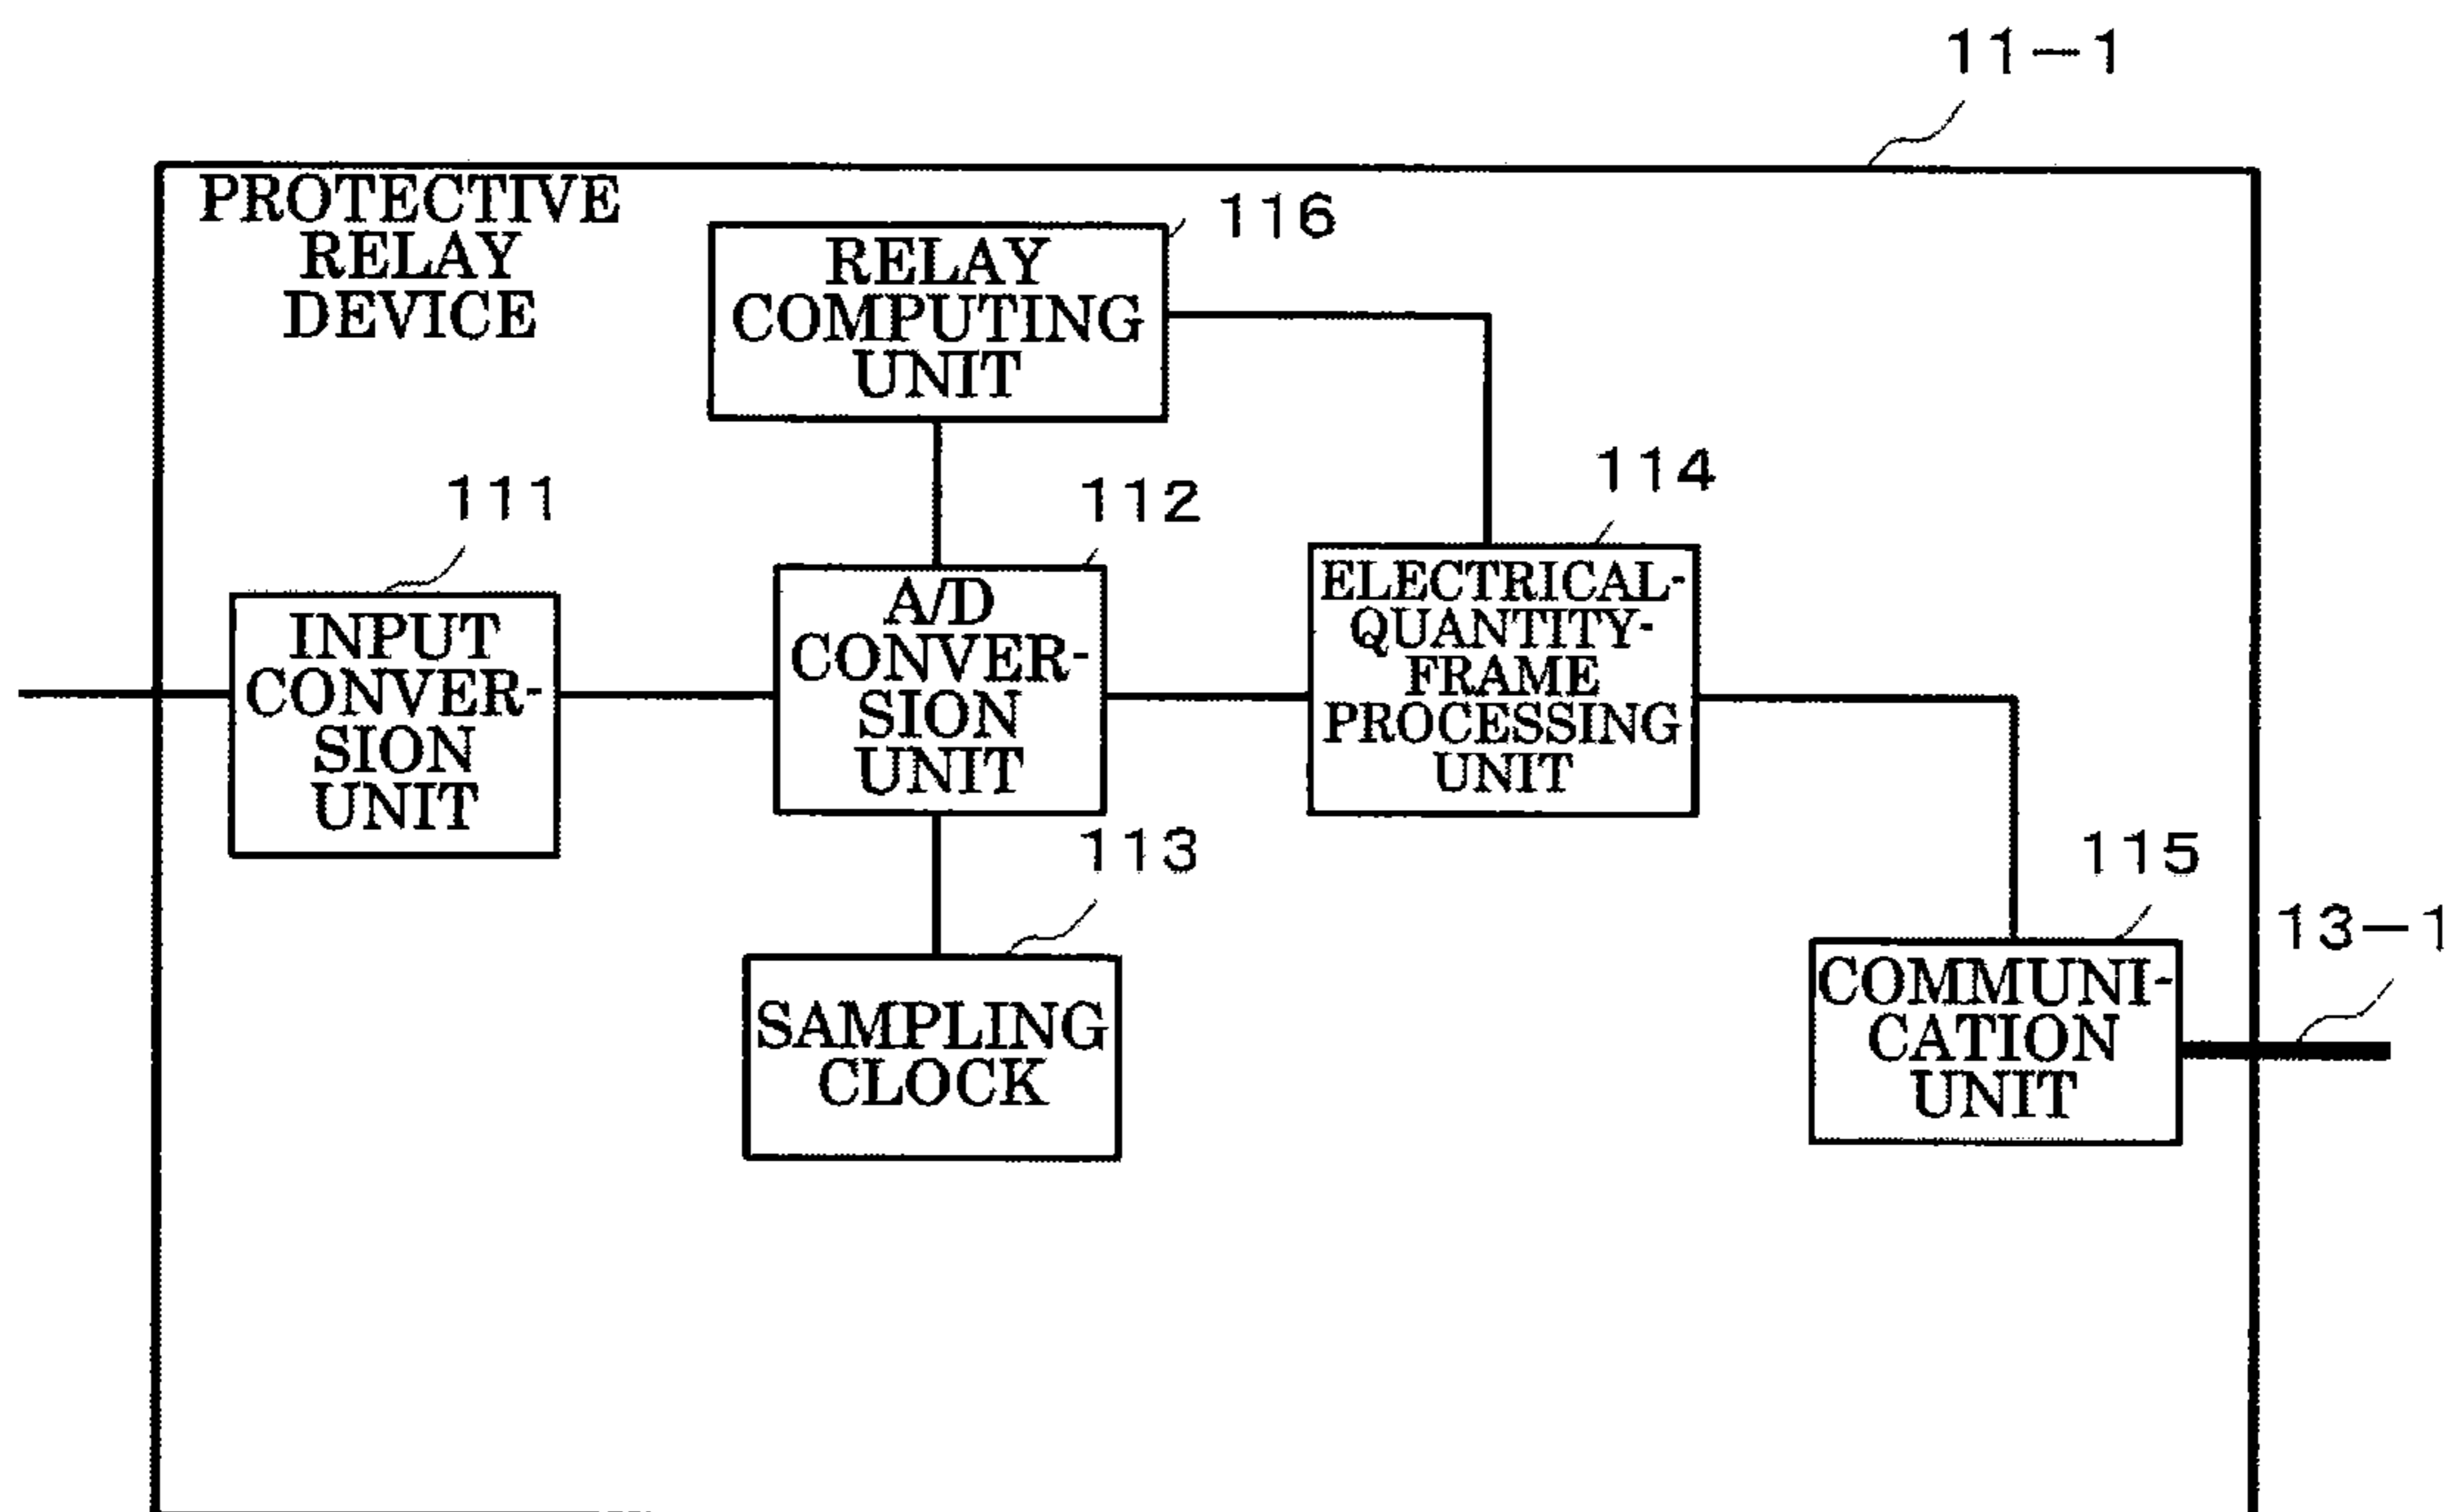 11-1
PROTECTIVE
RELAY
DEVICE
116
RELAY
COMPUTING
UNIT
111
INPUT
CONVER-
SION
UNIT
112
A/D
CONVER-
SION
UNIT
114
ELECTRICAL-
QUANTITY-
FRAME
PROCESSING
UNIT
113
SAMPLING
CLOCK
115
COMMUNI-
CATION
UNIT
13-1